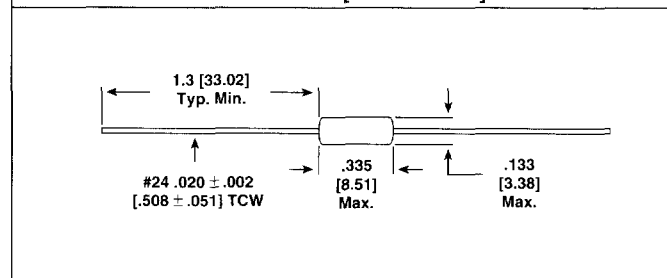 1.3 [33.02]
Typ. Min.
#24 .020 ± .002
[.508 ± .051] TCW
.335
[8.51]
Max.
.133
[3.38]
Max.